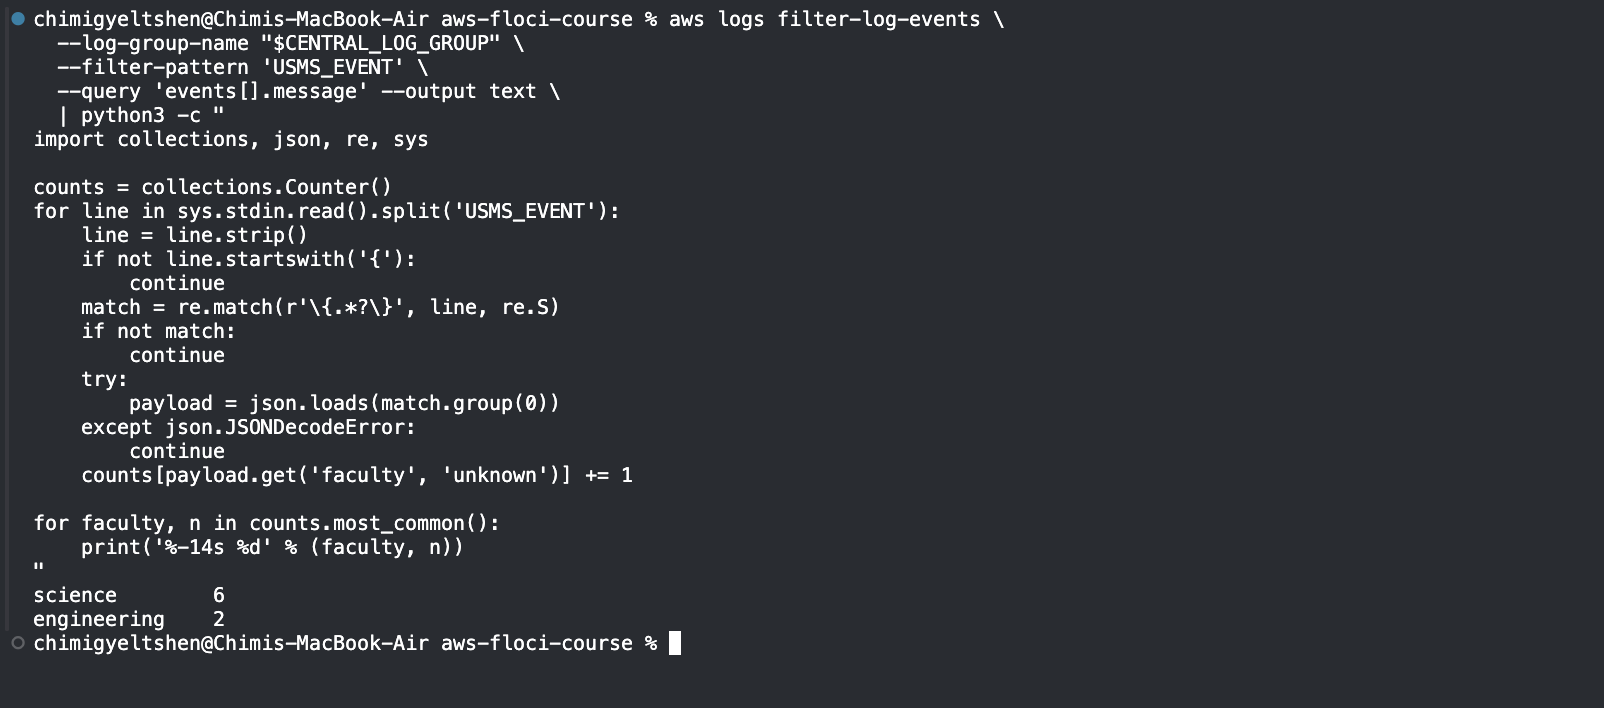 chimigyeltshen@Chimis-MacBook-Air aws-floci-course % aws logs filter-log-events \
  --log-group-name "$CENTRAL_LOG_GROUP" \
  --filter-pattern 'USMS_EVENT' \
  --query 'events[].message' --output text \
  | python3 -c "
import collections, json, re, sys

counts = collections.Counter()
for line in sys.stdin.read().split('USMS_EVENT'):
    line = line.strip()
    if not line.startswith('{'):
        continue
    match = re.match(r'\{.*?\}', line, re.S)
    if not match:
        continue
    try:
        payload = json.loads(match.group(0))
    except json.JSONDecodeError:
        continue
    counts[payload.get('faculty', 'unknown')] += 1

for faculty, n in counts.most_common():
    print('%-14s %d' % (faculty, n))
"
science        6
engineering    2
chimigyeltshen@Chimis-MacBook-Air aws-floci-course %